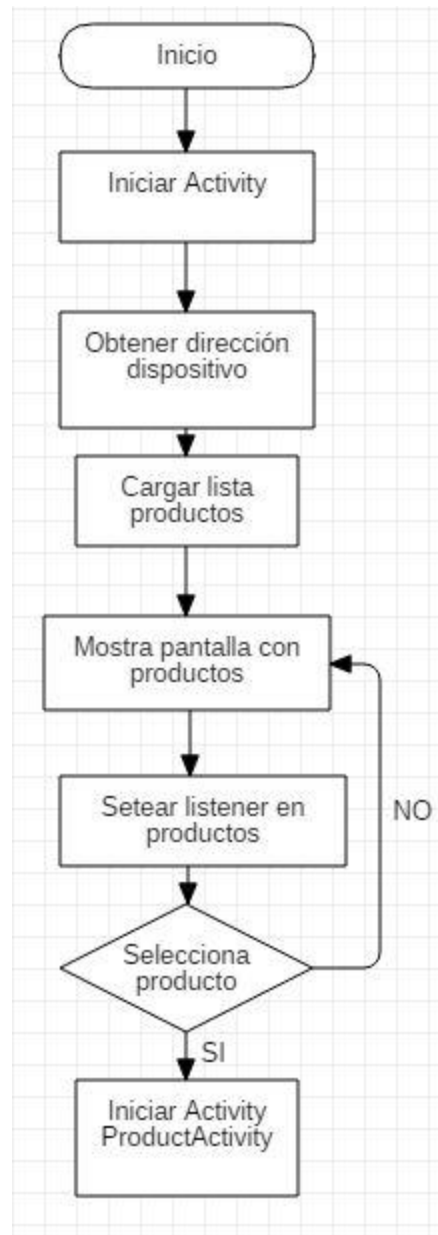 Inicio
Iniciar Activity
Obtener dirección
dispositivo
Cargar lista
productos
Mostra pantalla con
productos
Setear listener en
productos
NO
Selecciona
producto
SI
Iniciar Activity
ProductActivity